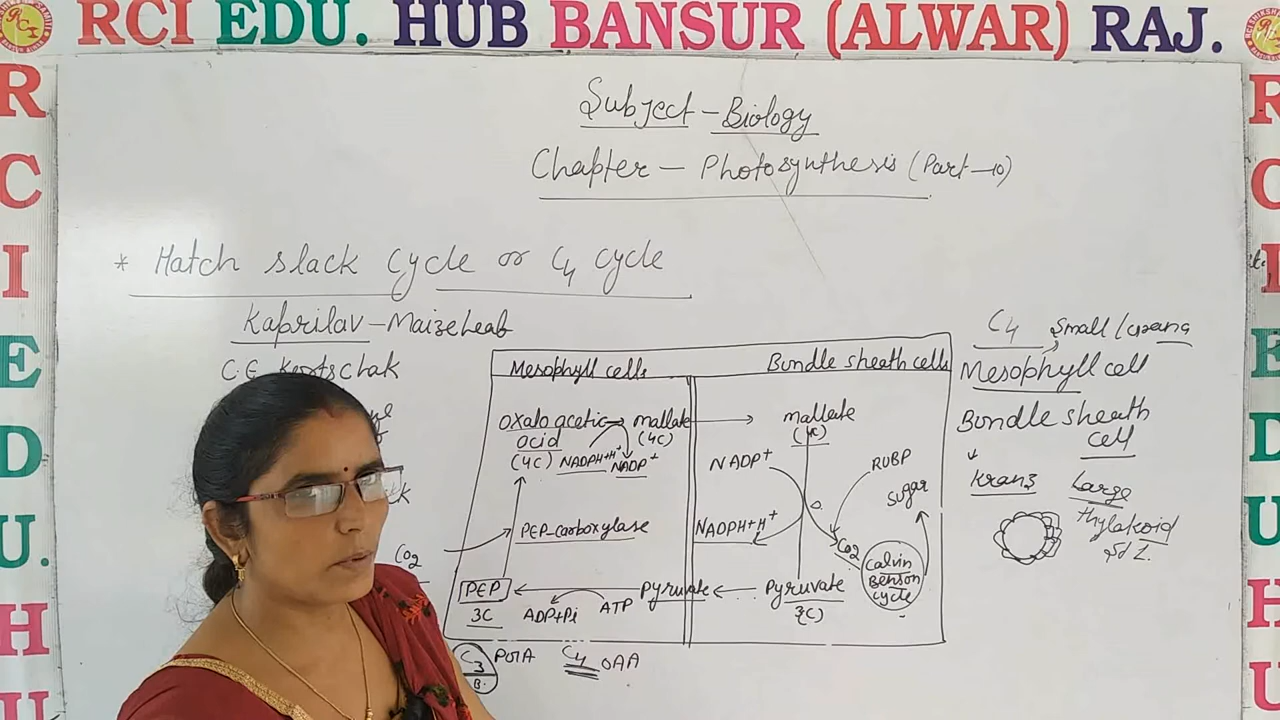 RCI EDU. HUB BANSUR (ALWAR) RAJ.
R C I E D U. H U
R C I E D U. H U
Subject - Biology
Chapter - Photosynthesis (Part-10)
* Hatch slack cycle or C4 cycle
Kaprilav - Maize leab
C.E. Kortschak
Mesophyll cells
Bundle sheath cells
oxalo acetic → mallate
acid (4C)
(4C) NADPH+H+ NADP+
PEP-carboxylase
CO2
PEP
3C
ADP+Pi ATP
Pyruvate
mallate
(4C)
NADP+
NADPH+H+
RUBP
Sugar
CO2
Calvin
Benson
cycle
Pyruvate
(3C)
C3
B.
C4 OAA
C4 Small/
Mesophyll cell
Bundle sheath
cell
Kranz Large
Thylakoid